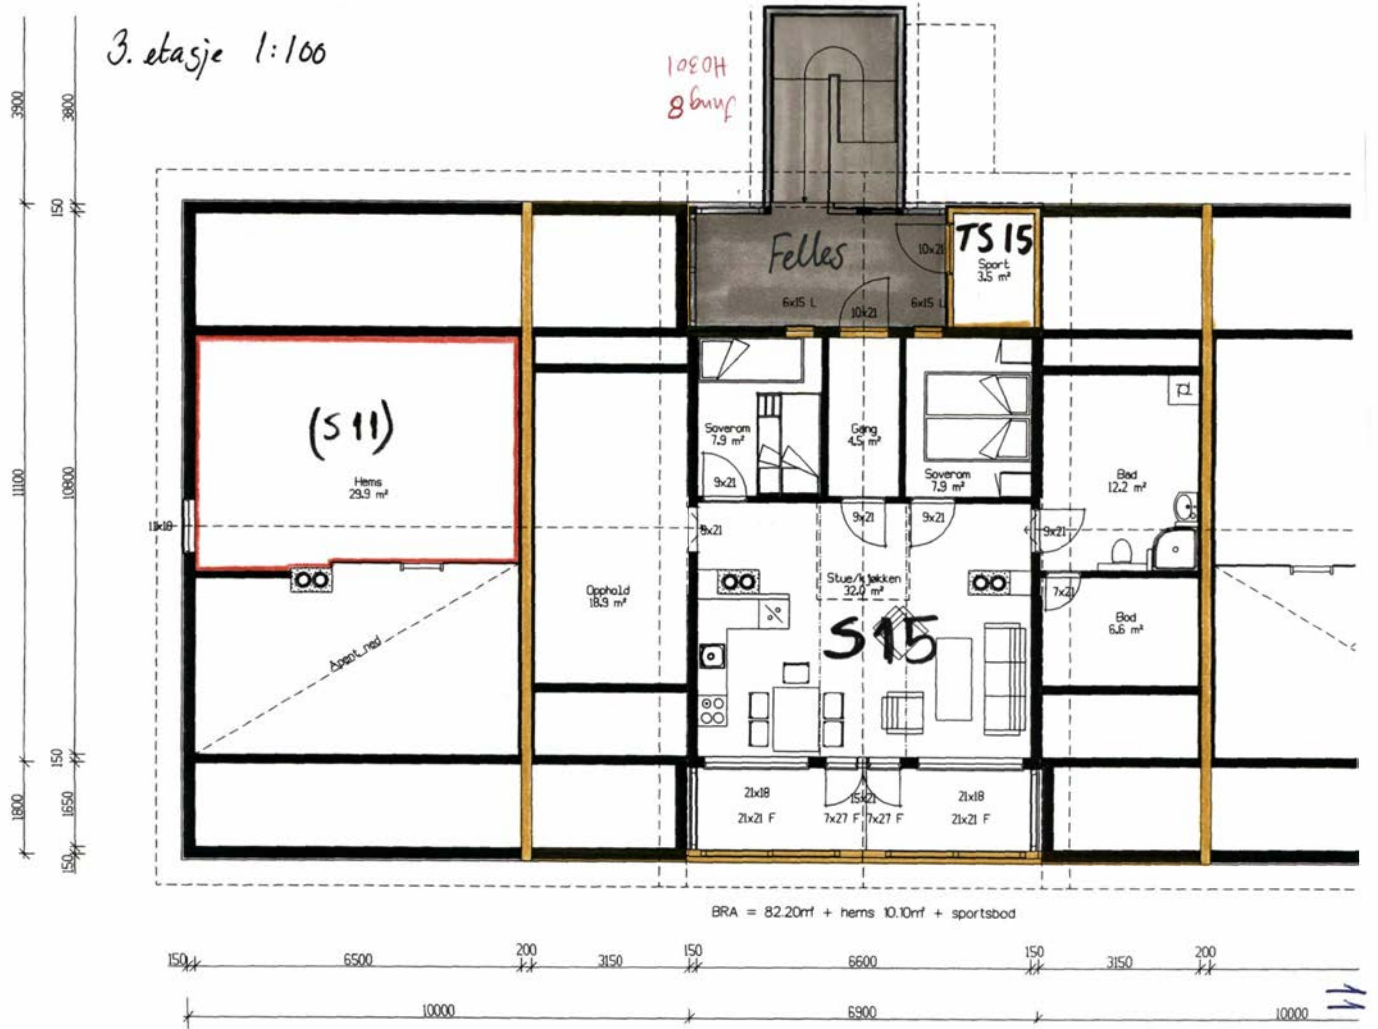 3. etasje 1:100
H0301
Jnng 8
3900
3800
150
11100
10800
150
1800
1650
150
Felles
10x21
TS 15
Sport
3.5 m²
6x15 L
10x21
6x15 L
(S 11)
Hems
29.9 m²
Soverom
7.9 m²
9x21
Gang
4.5 m²
Soverom
7.9 m²
Bad
12.2 m²
9x21
9x21
9x21
9x21
Opphold
18.9 m²
Stue/kjøkken
32.0 m²
S15
7x21
Bod
6.6 m²
Åpent ned
21x18
15x21
21x18
21x21 F
7x27 F
7x27 F
21x21 F
BRA = 82.20m² + hems 10.10m² + sportsbod
150
6500
200
3150
150
6600
150
3150
200
10000
6900
10000
11